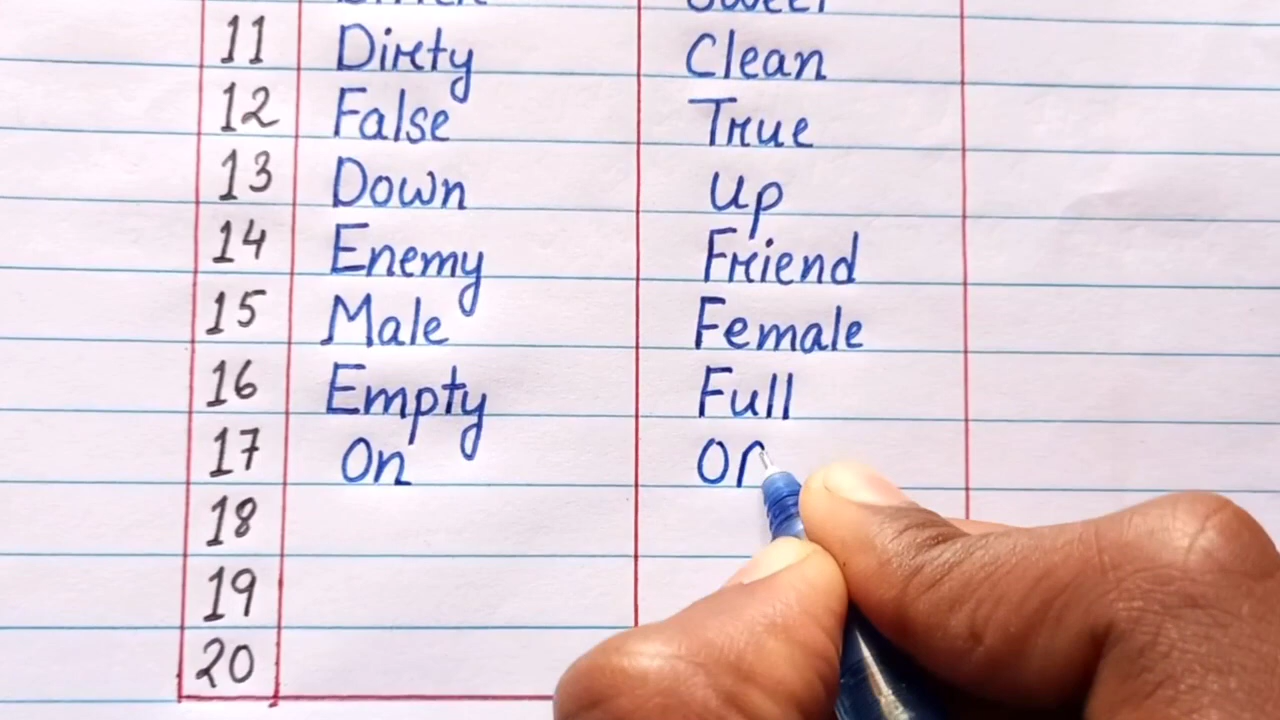 11 Dirty Clean
12 False True
13 Down Up
14 Enemy Friend
15 Male Female
16 Empty Full
17 On
18
19
20